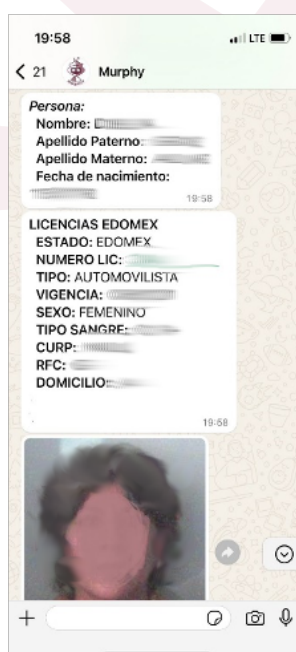 19:58
LTE
21
Murphy
Persona:
Nombre:
Apellido Paterno:
Apellido Materno:
Fecha de nacimiento:
19:58
LICENCIAS EDOMEX
ESTADO: EDOMEX
NUMERO LIC:
TIPO: AUTOMOVILISTA
VIGENCIA:
SEXO: FEMENINO
TIPO SANGRE:
CURP:
RFC:
DOMICILIO:
19:58